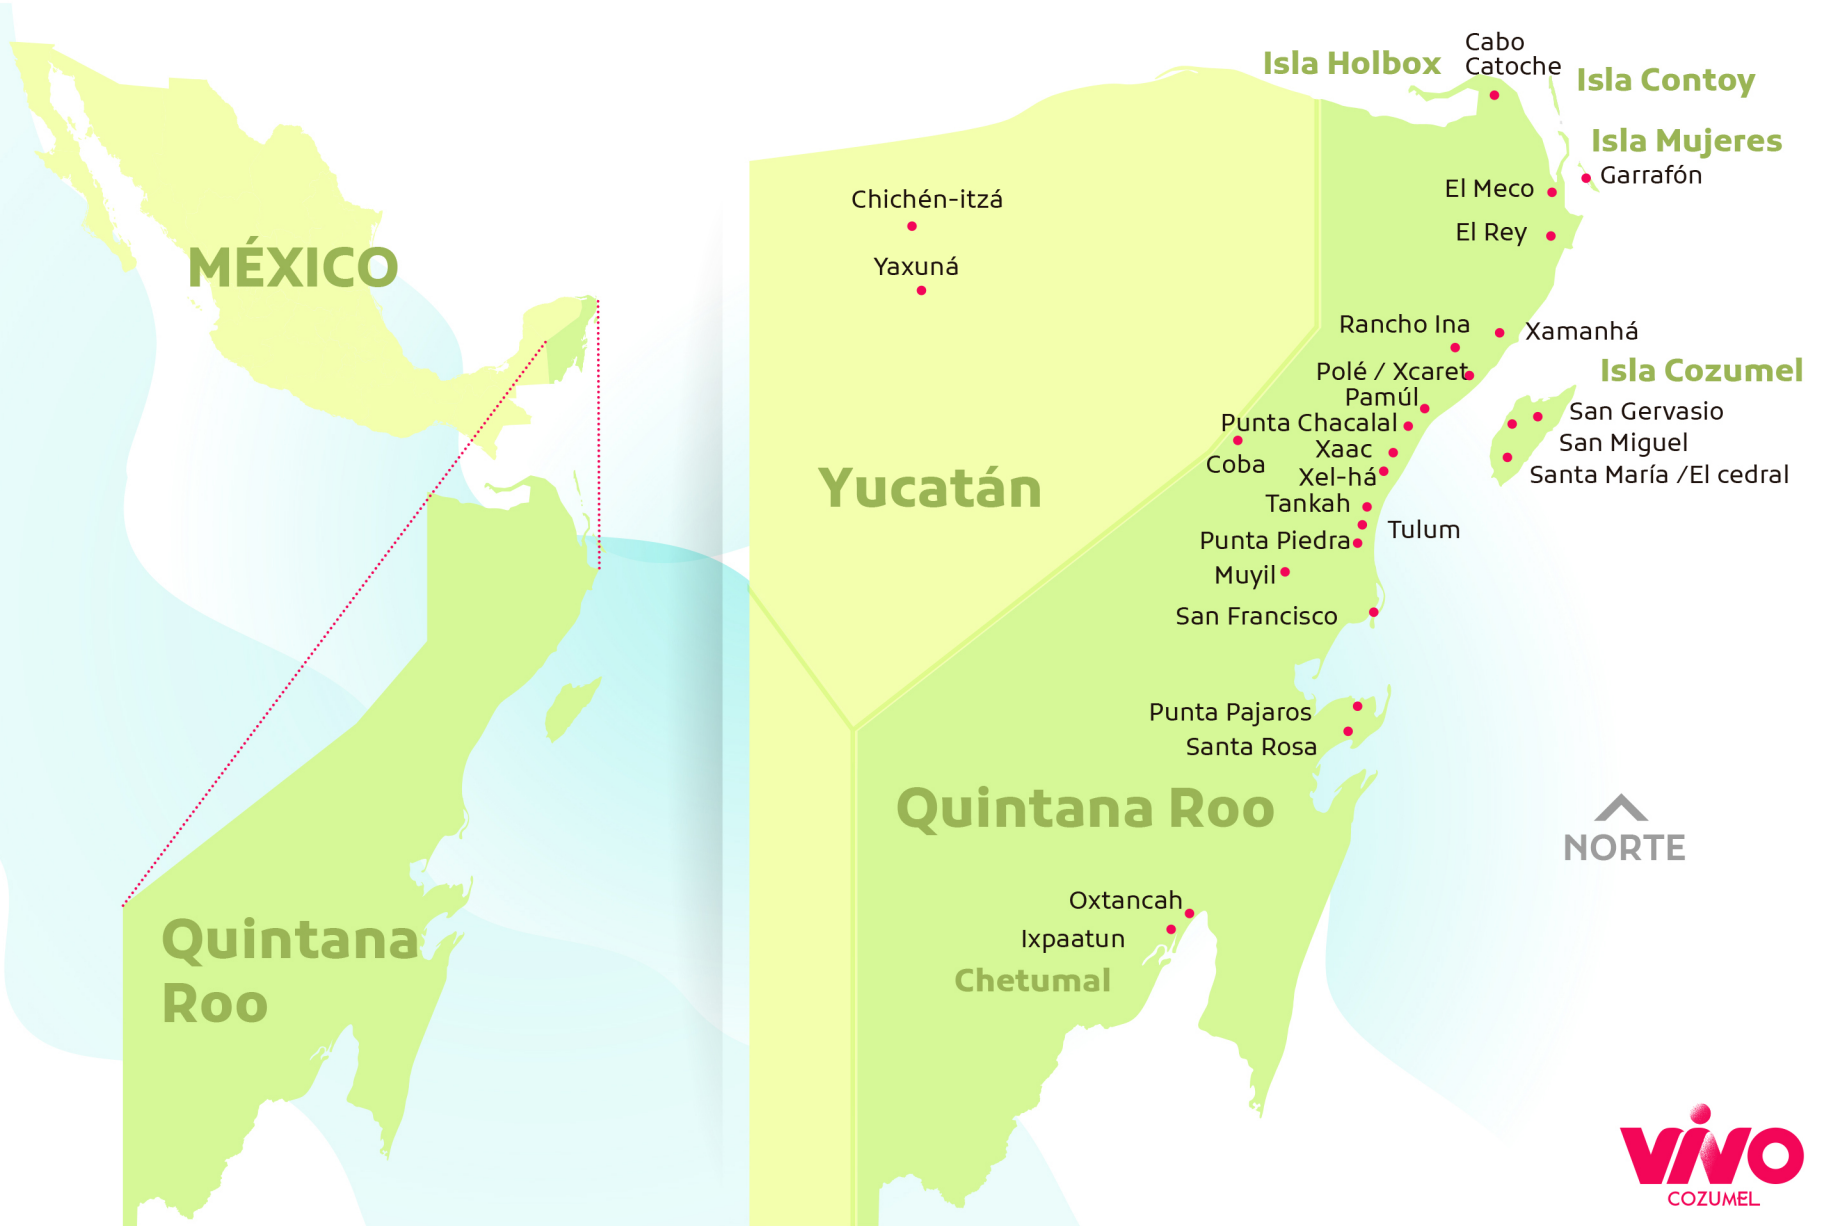 MÉXICO
Quintana
Roo
Isla Holbox
Cabo
Catoche
Isla Contoy
Isla Mujeres
Garrafón
El Meco
El Rey
Chichén-itzá
Yaxuná
Rancho Ina
Xamanhá
Isla Cozumel
Polé / Xcaret
Pamúl
Punta Chacalal
San Gervasio
San Miguel
Santa María /El cedral
Xaac
Coba
Xel-há
Tankah
Tulum
Punta Piedra
Muyil
San Francisco
Yucatán
Punta Pajaros
Santa Rosa
Quintana Roo
NORTE
Oxtancah
Ixpaatun
Chetumal
VIVO
COZUMEL